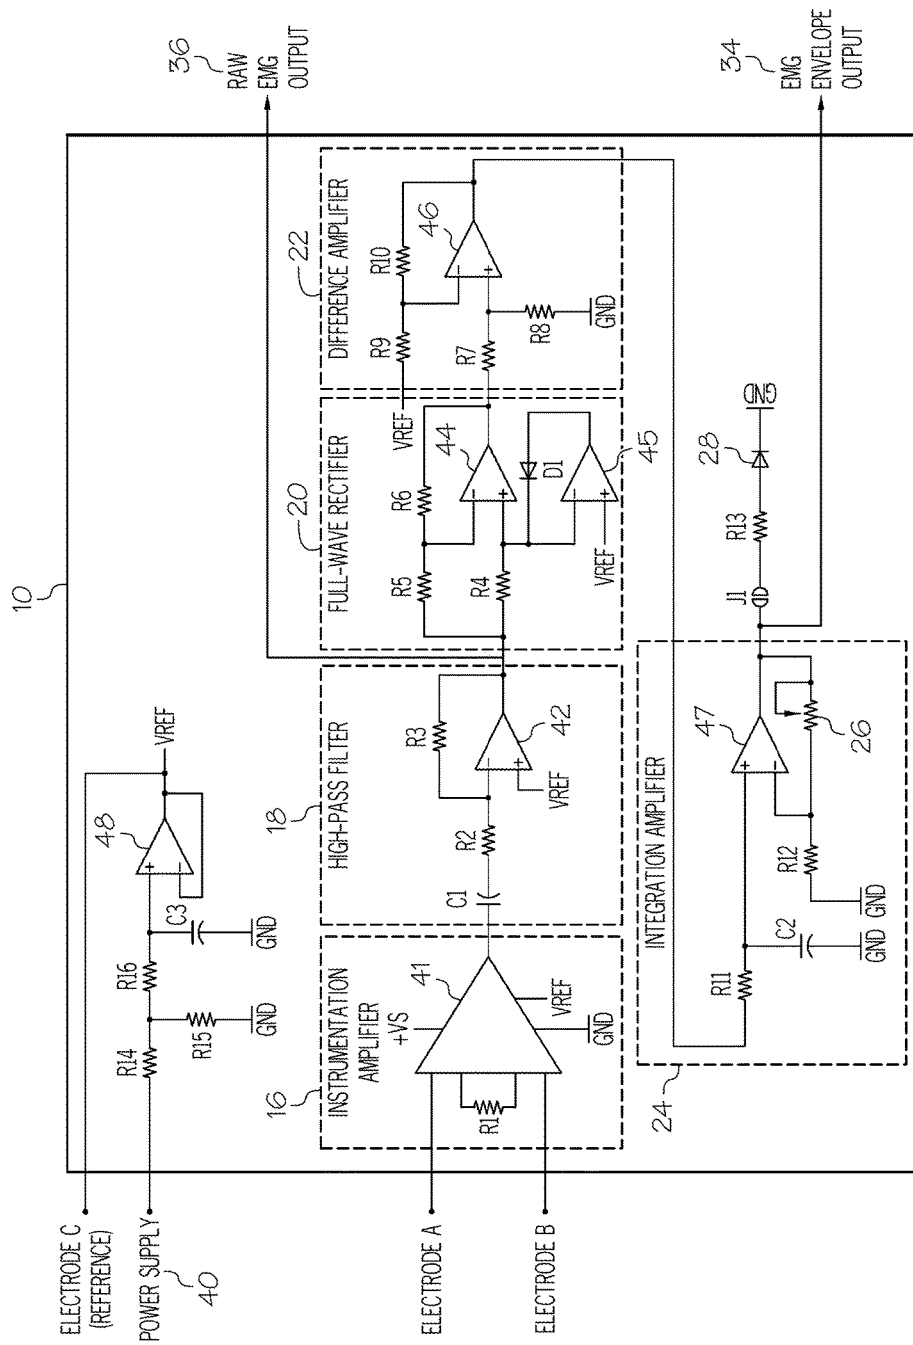 10
ELECTRODE C
(REFERENCE)
POWER SUPPLY
40
R14
R15
GND
R16
C3
GND
48
+
−
VREF
36
RAW
EMG
OUTPUT
ELECTRODE A
ELECTRODE B
16
INSTRUMENTATION
AMPLIFIER
+VS
41
R1
VREF
GND
18
HIGH-PASS FILTER
C1
R2
R3
−
+
42
VREF
20
FULL-WAVE RECTIFIER
R5
R6
R4
−
+
44
D1
−
+
45
VREF
22
DIFFERENCE AMPLIFIER
VREF
R9
R10
R7
R8
GND
−
+
46
24
INTEGRATION AMPLIFIER
R11
C2
GND
R12
GND
+
−
47
26
J1
R13
28
GND
34
EMG
ENVELOPE
OUTPUT